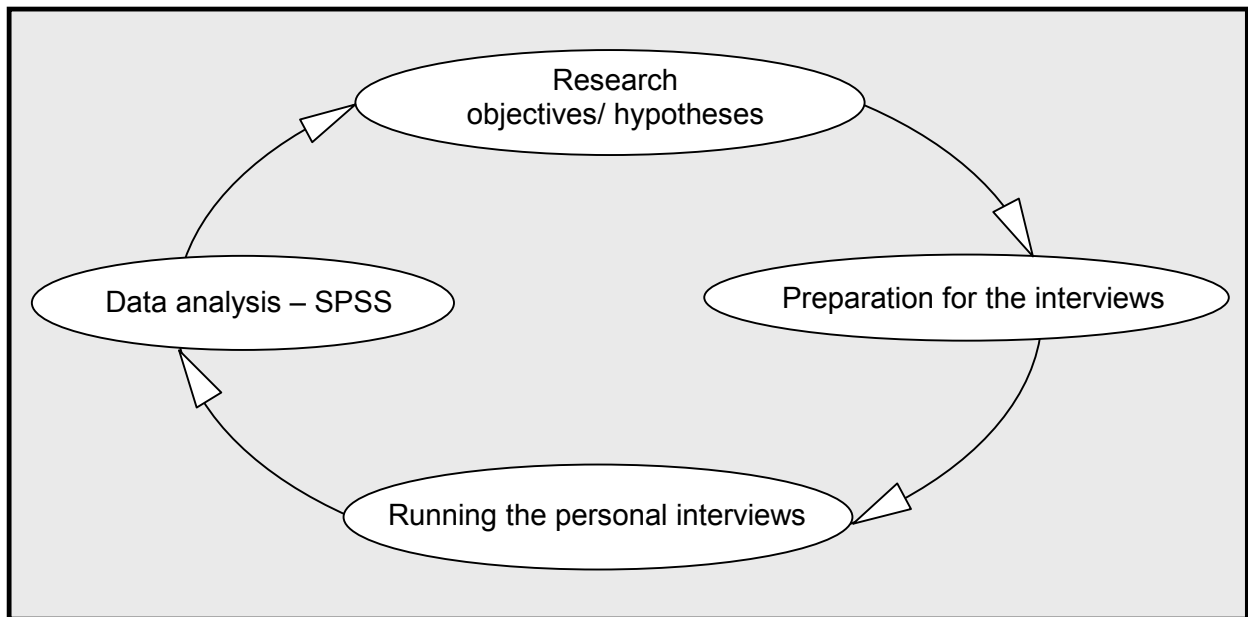 Research
objectives/ hypotheses
Data analysis – SPSS
Preparation for the interviews
Running the personal interviews